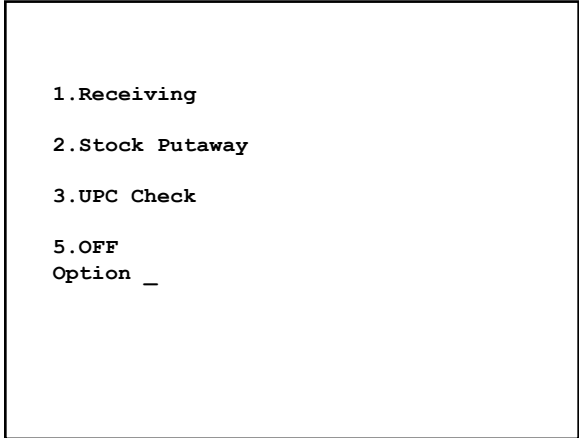 1.Receiving
2.Stock Putaway
3.UPC Check
5.OFF
Option _